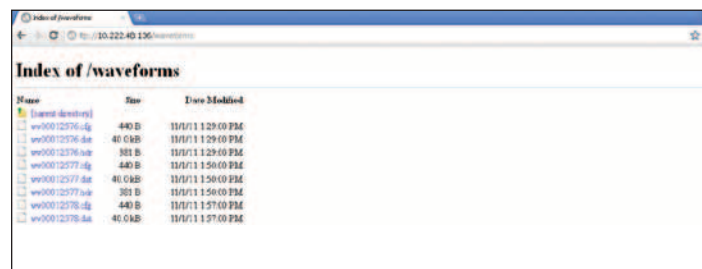 Index of /waveforms
ftp://10.222.40.136/waveforms
Index of /waveforms
Name Size Date Modified
[parent directory]
wv00012576.cfg 440 B 11/1/11 1:29:00 PM
wv00012576.dat 40.0 kB 11/1/11 1:29:00 PM
381 B 11/1/11 1:29:00 PM
wv00012577.cfg 440 B 11/1/11 1:50:00 PM
wv00012577.dat 40.0 kB 11/1/11 1:50:00 PM
381 B 11/1/11 1:50:00 PM
wv00012578.cfg 440 B 11/1/11 1:57:00 PM
wv00012578.dat 40.0 kB 11/1/11 1:57:00 PM